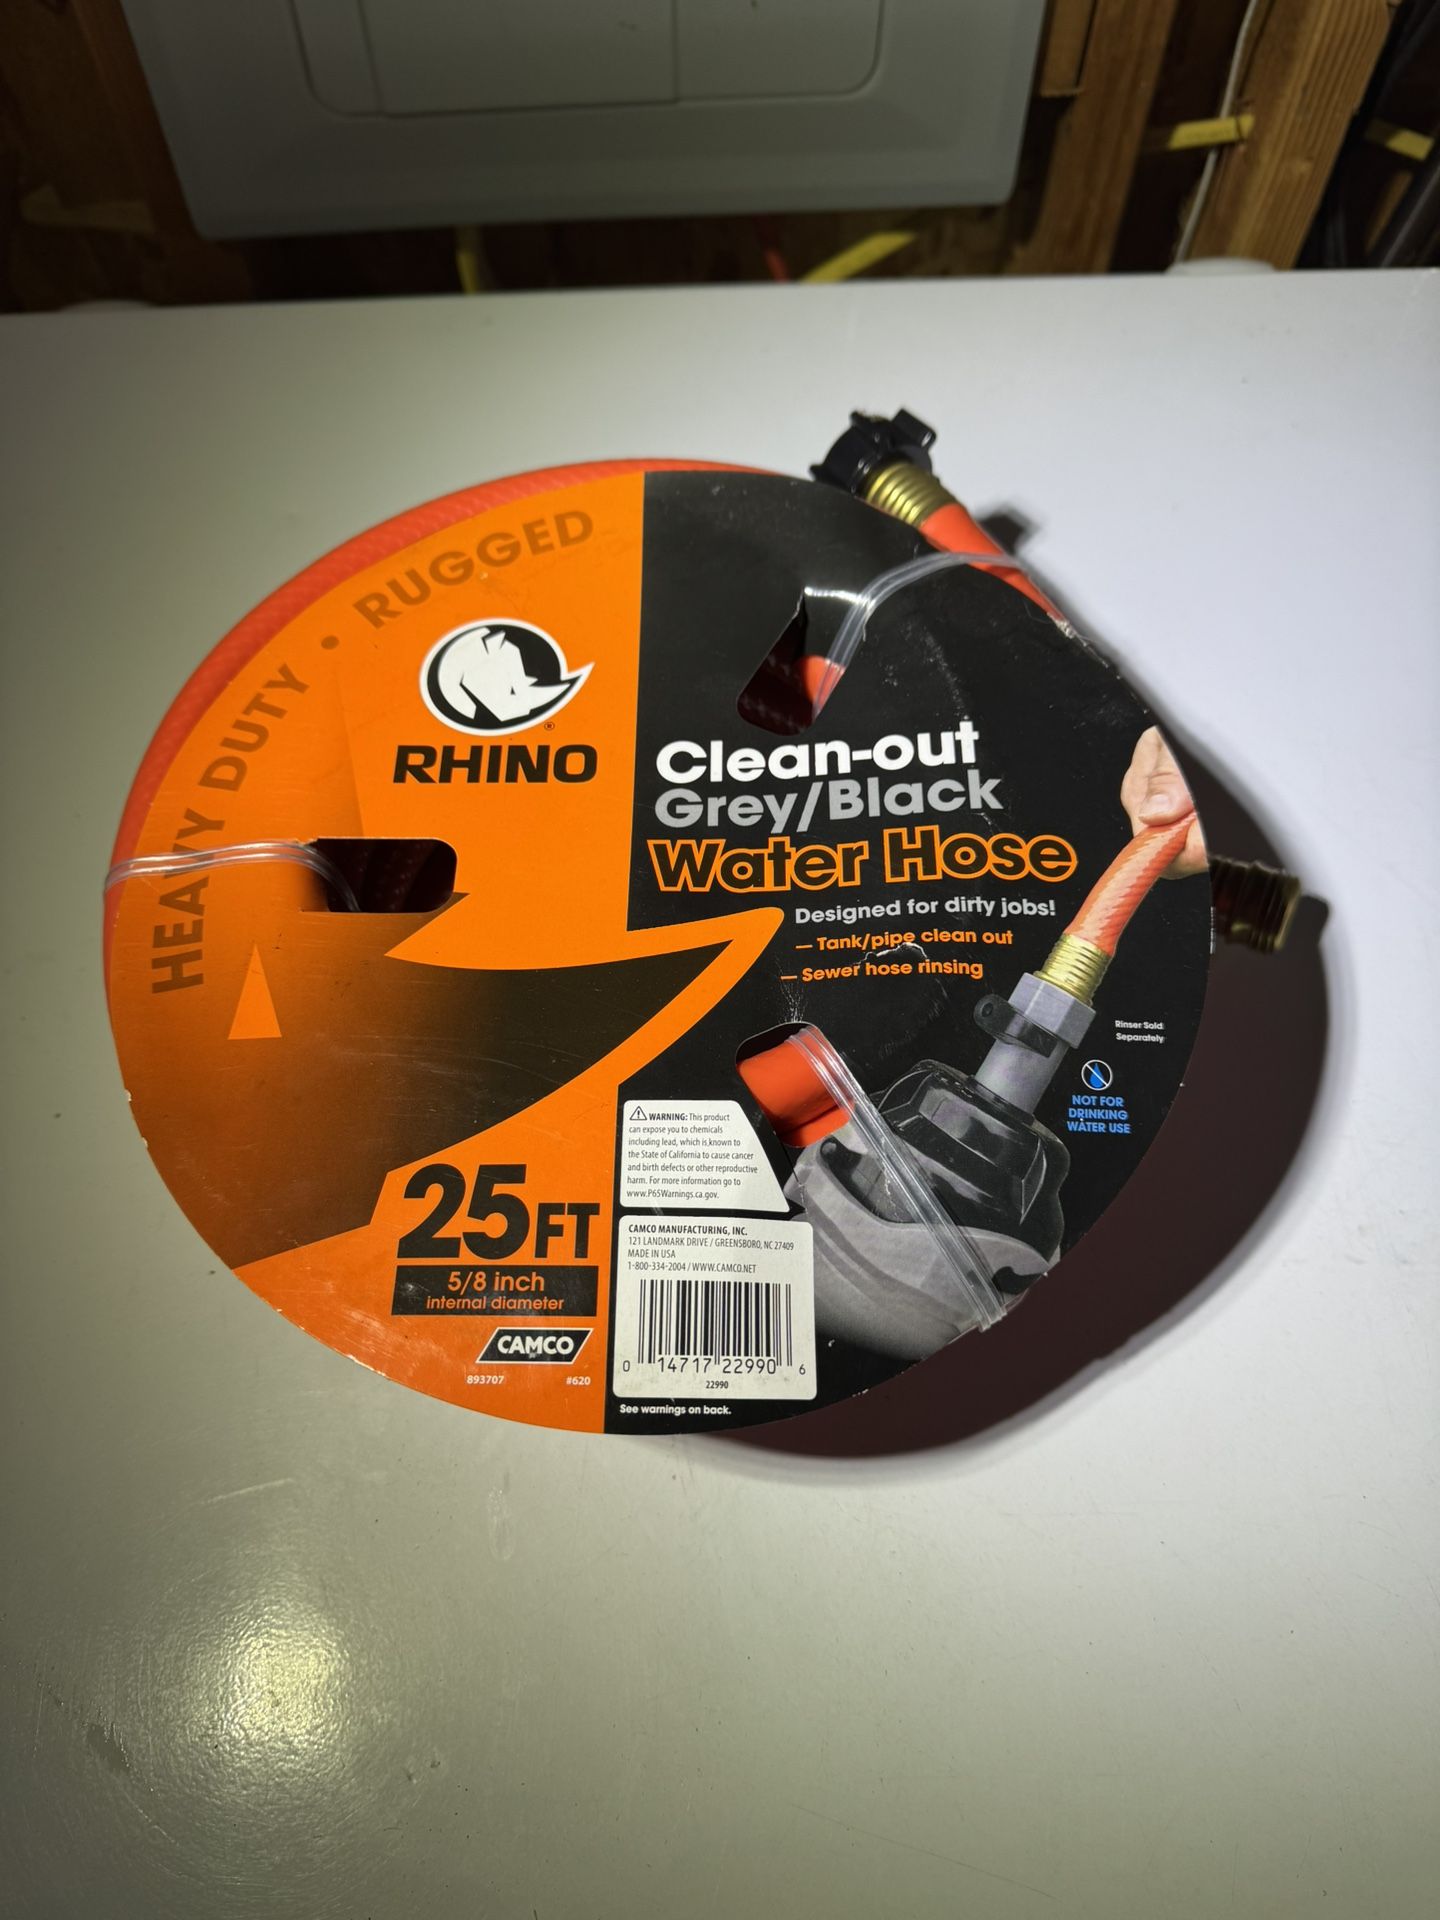 HEAVY DUTY • RUGGED
®
RHINO
Clean-out
Grey/Black
Water Hose
Designed for dirty jobs!
— Tank/pipe clean out
— Sewer hose rinsing
Rinser Sold
Separately
NOT FOR
DRINKING
WATER USE
WARNING: This product
can expose you to chemicals
including lead, which is known to
the State of California to cause cancer
and birth defects or other reproductive
harm. For more information go to
www.P65Warnings.ca.gov.
25FT
5/8 inch
internal diameter
CAMCO
893707 #620
CAMCO MANUFACTURING, INC.
121 LANDMARK DRIVE / GREENSBORO, NC 27409
MADE IN USA
1-800-334-2004 / WWW.CAMCO.NET
0 14717 22990 6
22990
See warnings on back.